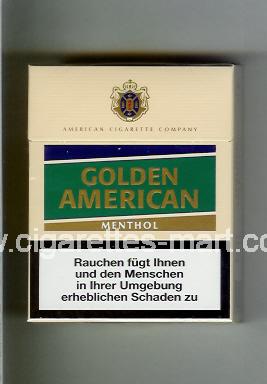 AMERICAN CIGARETTE COMPANY
GOLDEN
AMERICAN
MENTHOL
www.cigarettes-mart.com
Rauchen fügt Ihnen
und den Menschen
in Ihrer Umgebung
erheblichen Schaden zu